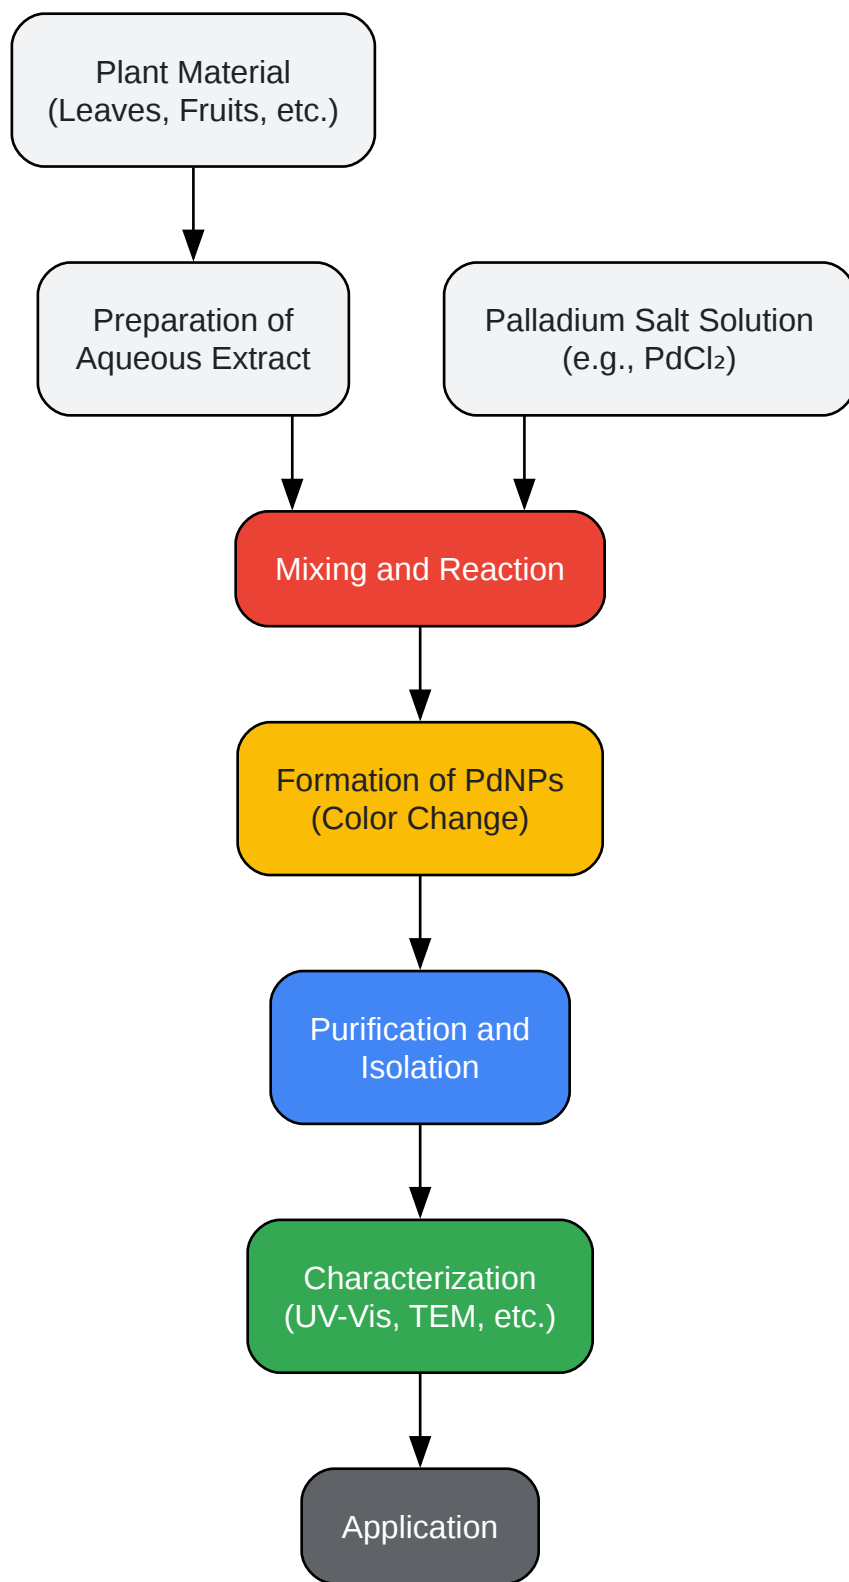 Plant Material
(Leaves, Fruits, etc.)
Preparation of
Aqueous Extract
Palladium Salt Solution
(e.g., PdCl₂)
Mixing and Reaction
Formation of PdNPs
(Color Change)
Purification and
Isolation
Characterization
(UV-Vis, TEM, etc.)
Application